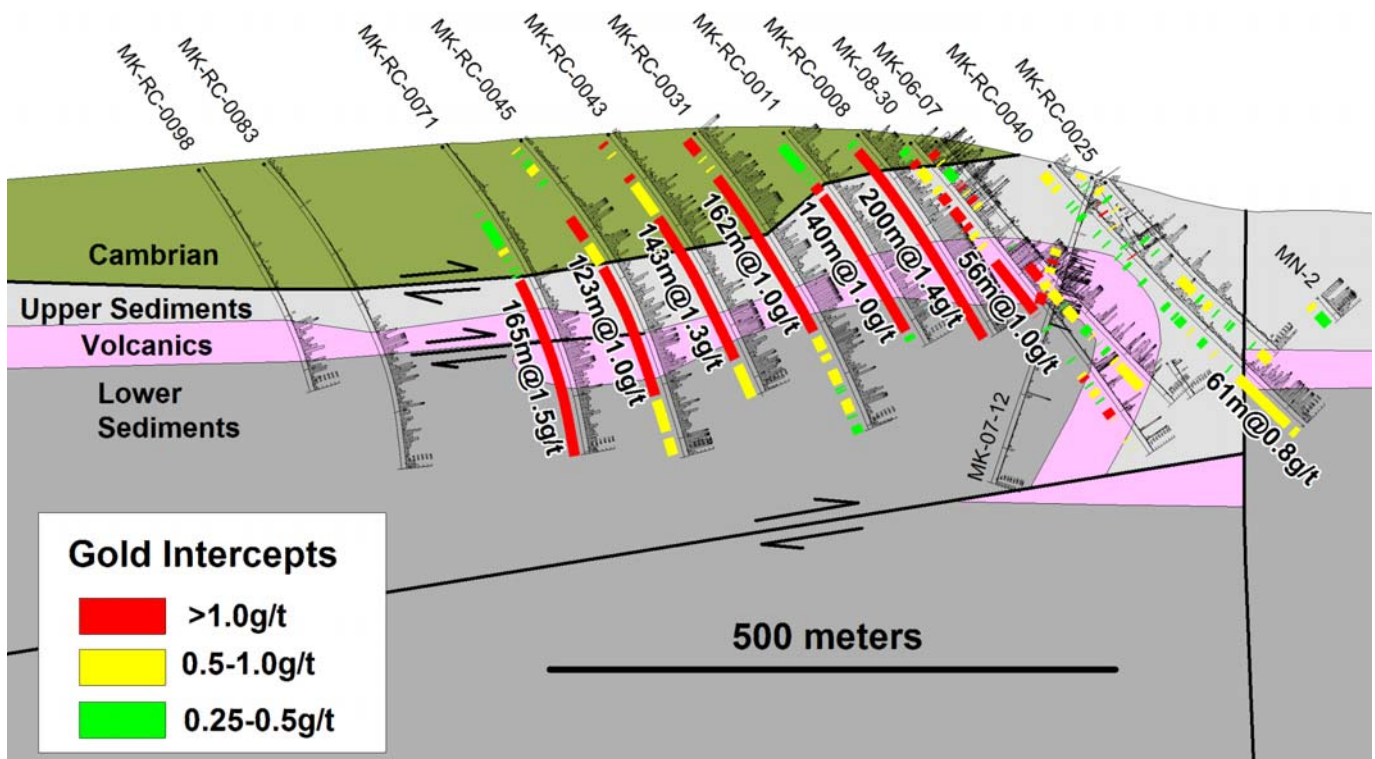 MK-RC-0098
MK-RC-0083
MK-RC-0071
MK-RC-0045
MK-RC-0043
MK-RC-0031
MK-RC-0011
MK-RC-0008
MK-08-30
MK-06-07
MK-RC-0040
MK-RC-0025
MN-2
MK-07-12
Cambrian
Upper Sediments
Volcanics
Lower
Sediments
165m@1.5g/t
123m@1.0g/t
143m@1.3g/t
162m@1.0g/t
140m@1.0g/t
200m@1.4g/t
56m@1.0g/t
61m@0.8g/t
Gold Intercepts
>1.0g/t
0.5-1.0g/t
0.25-0.5g/t
500 meters